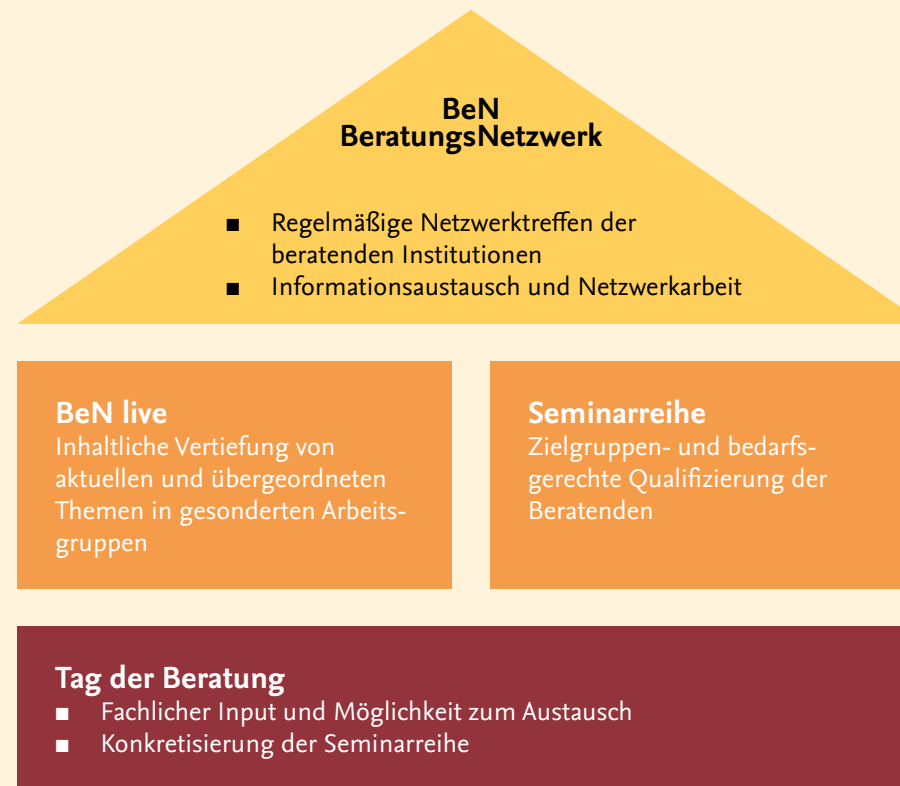 BeN
BeratungsNetzwerk
■ Regelmäßige Netzwerktreffen der
beratenden Institutionen
■ Informationsaustausch und Netzwerkarbeit
BeN live
Inhaltliche Vertiefung von
aktuellen und übergeordneten
Themen in gesonderten Arbeits-
gruppen
Seminarreihe
Zielgruppen- und bedarfs-
gerechte Qualifizierung der
Beratenden
Tag der Beratung
■ Fachlicher Input und Möglichkeit zum Austausch
■ Konkretisierung der Seminarreihe